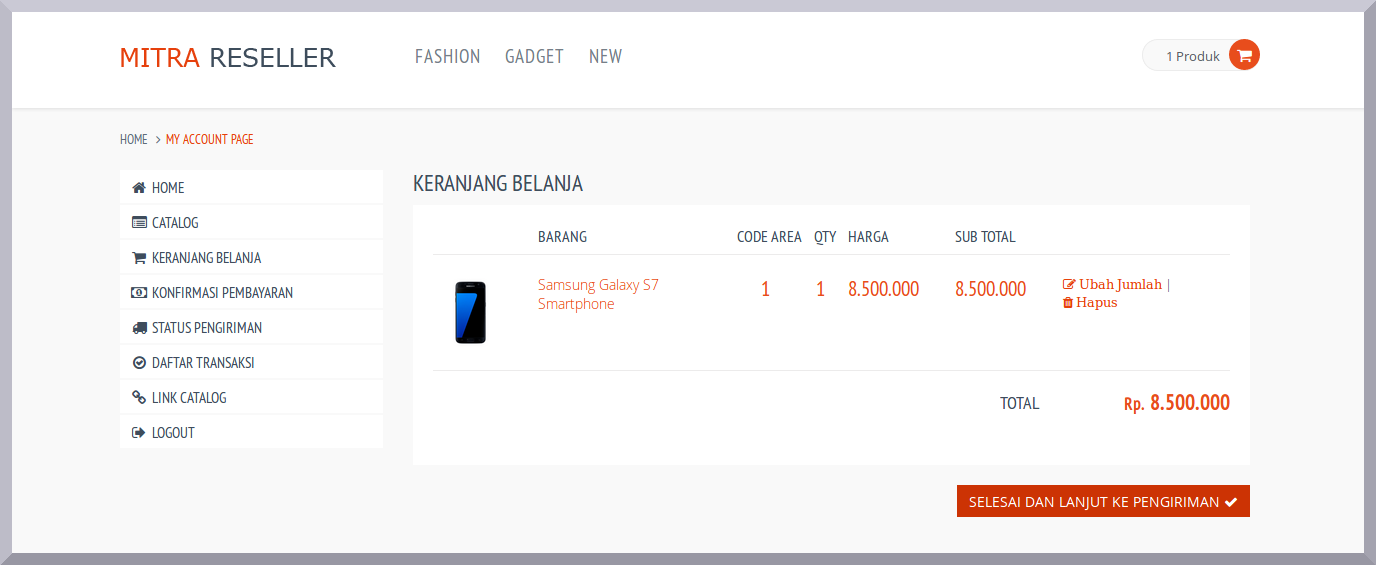 MITRA RESELLER
FASHION GADGET NEW
1 Produk
HOME > MY ACCOUNT PAGE
HOME
CATALOG
KERANJANG BELANJA
KONFIRMASI PEMBAYARAN
STATUS PENGIRIMAN
DAFTAR TRANSAKSI
LINK CATALOG
LOGOUT
KERANJANG BELANJA
BARANG CODE AREA QTY HARGA SUB TOTAL
Samsung Galaxy S7
Smartphone
1 1 8.500.000 8.500.000
Ubah Jumlah |
Hapus
TOTAL Rp. 8.500.000
SELESAI DAN LANJUT KE PENGIRIMAN